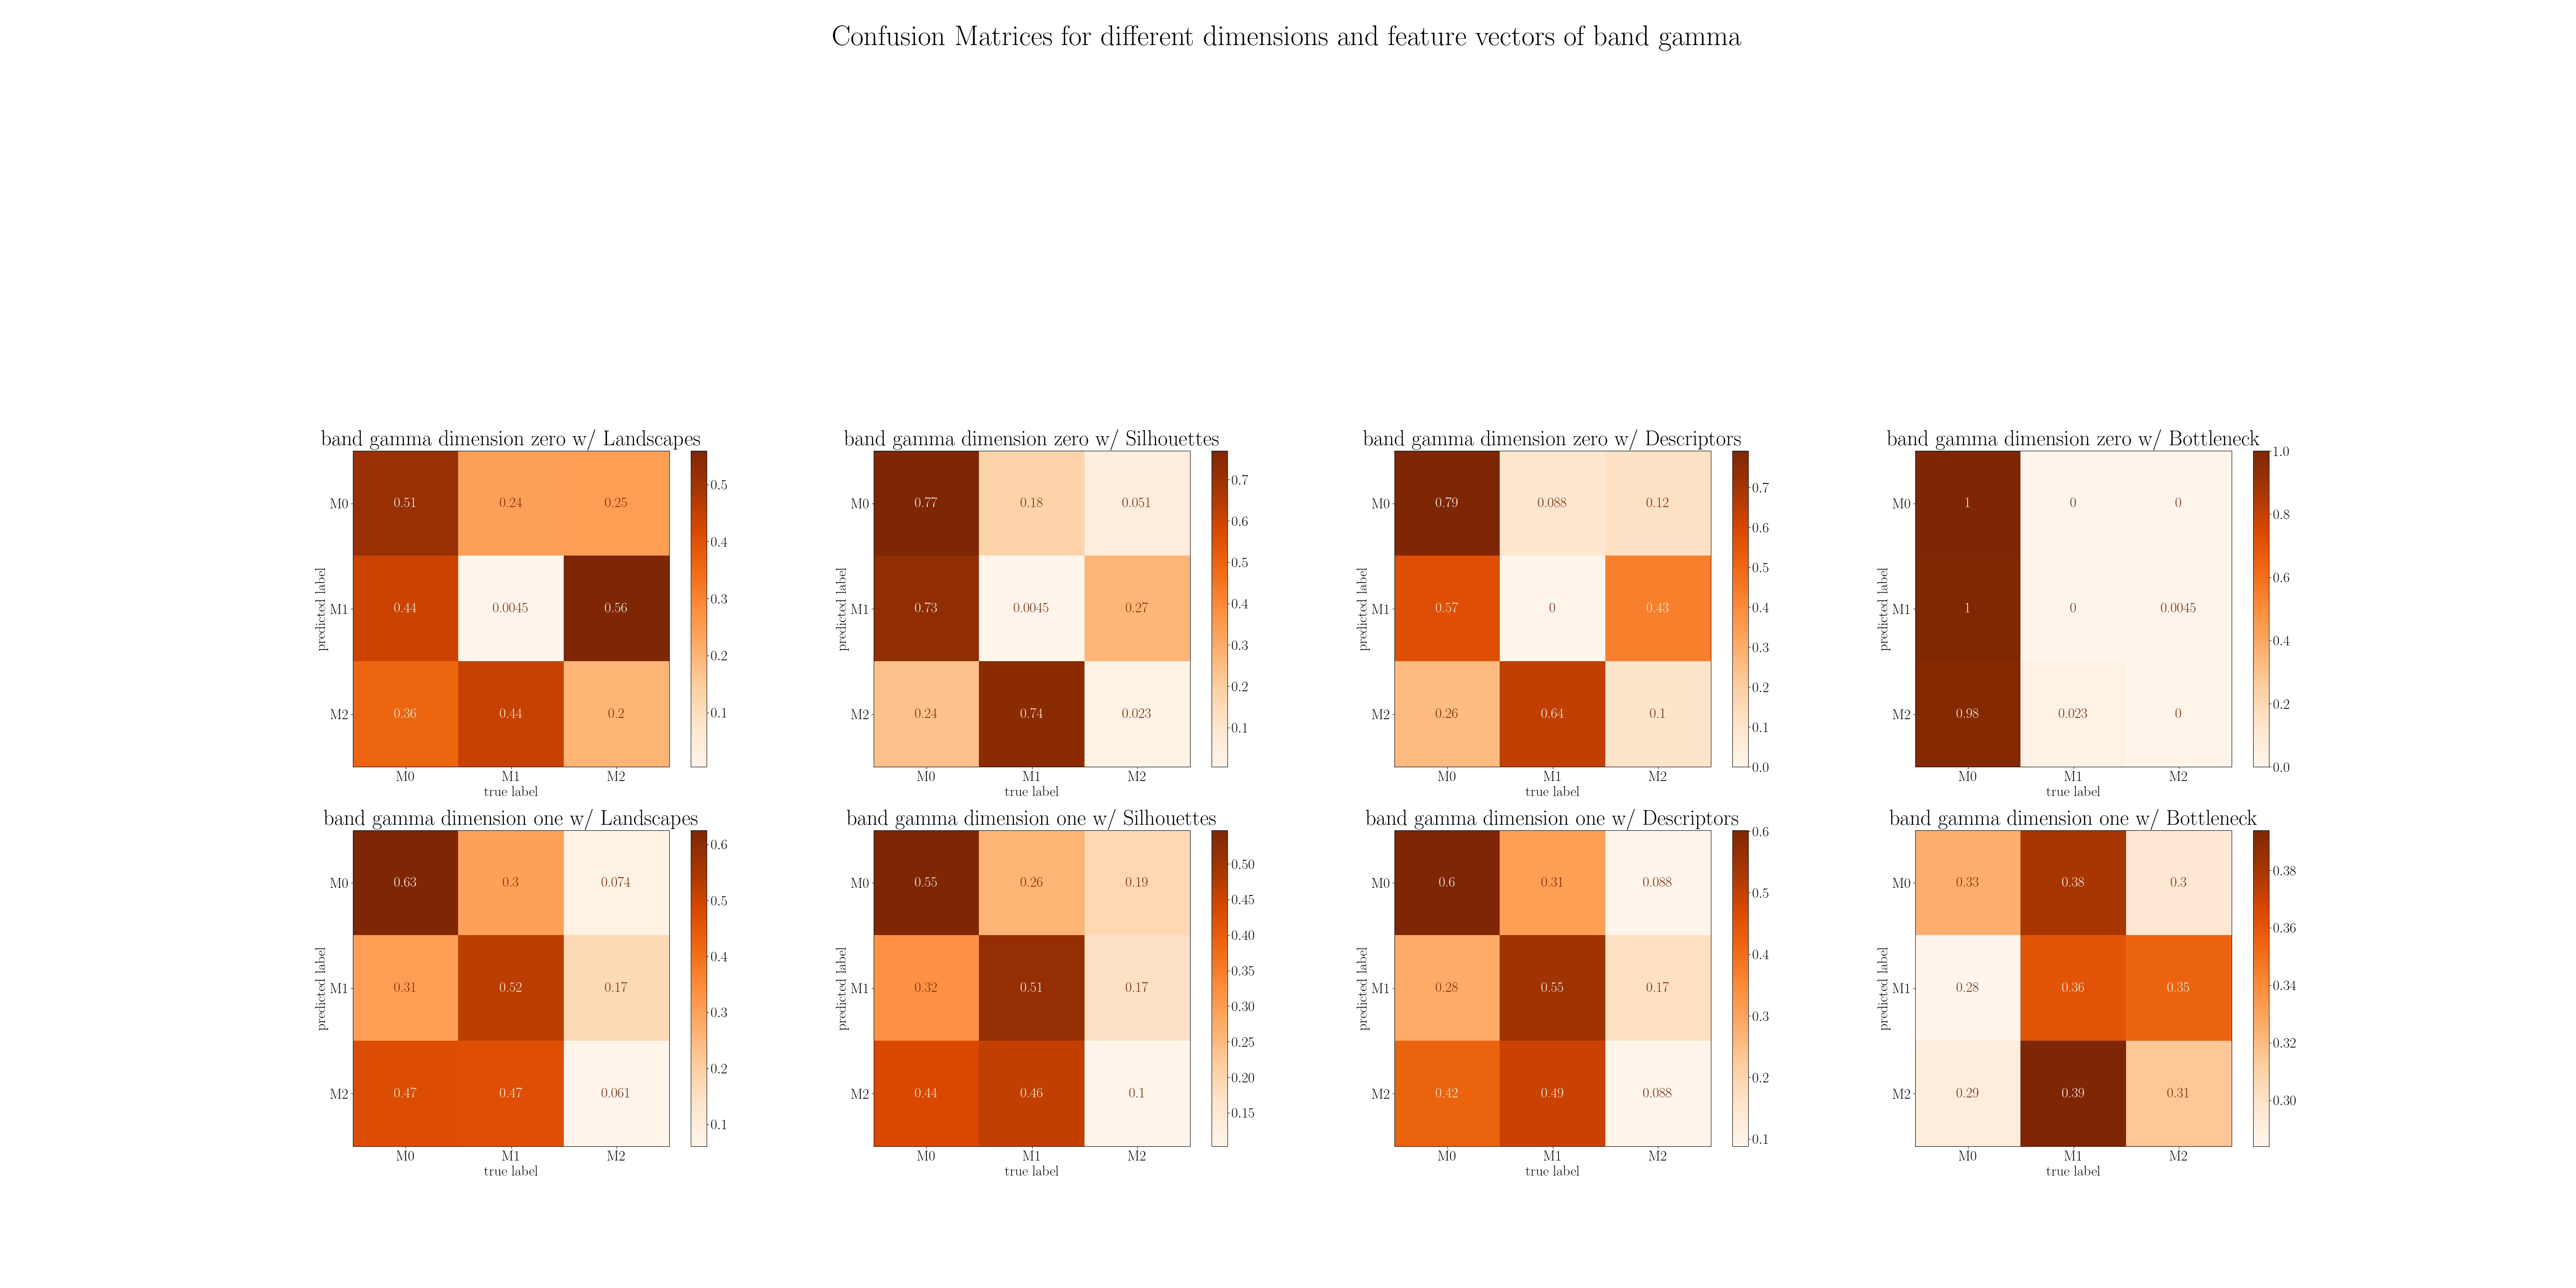 Confusion Matrices for different dimensions and feature vectors of band gamma
band gamma dimension zero w/ Landscapes
predicted label
M0
M1
M2
0.51 0.24 0.25
0.44 0.0045 0.56
0.36 0.44 0.2
M0 M1 M2
true label
0.5
0.4
0.3
0.2
0.1
band gamma dimension zero w/ Silhouettes
predicted label
M0
M1
M2
0.77 0.18 0.051
0.73 0.0045 0.27
0.24 0.74 0.023
M0 M1 M2
true label
0.7
0.6
0.5
0.4
0.3
0.2
0.1
band gamma dimension zero w/ Descriptors
predicted label
M0
M1
M2
0.79 0.088 0.12
0.57 0 0.43
0.26 0.64 0.1
M0 M1 M2
true label
0.7
0.6
0.5
0.4
0.3
0.2
0.1
0.0
band gamma dimension zero w/ Bottleneck
predicted label
M0
M1
M2
1 0 0
1 0 0.0045
0.98 0.023 0
M0 M1 M2
true label
1.0
0.8
0.6
0.4
0.2
0.0
band gamma dimension one w/ Landscapes
predicted label
M0
M1
M2
0.63 0.3 0.074
0.31 0.52 0.17
0.47 0.47 0.061
M0 M1 M2
true label
0.6
0.5
0.4
0.3
0.2
0.1
band gamma dimension one w/ Silhouettes
predicted label
M0
M1
M2
0.55 0.26 0.19
0.32 0.51 0.17
0.44 0.46 0.1
M0 M1 M2
true label
0.50
0.45
0.40
0.35
0.30
0.25
0.20
0.15
band gamma dimension one w/ Descriptors
predicted label
M0
M1
M2
0.6 0.31 0.088
0.28 0.55 0.17
0.42 0.49 0.088
M0 M1 M2
true label
0.6
0.5
0.4
0.3
0.2
0.1
band gamma dimension one w/ Bottleneck
predicted label
M0
M1
M2
0.33 0.38 0.3
0.28 0.36 0.35
0.29 0.39 0.31
M0 M1 M2
true label
0.38
0.36
0.34
0.32
0.30